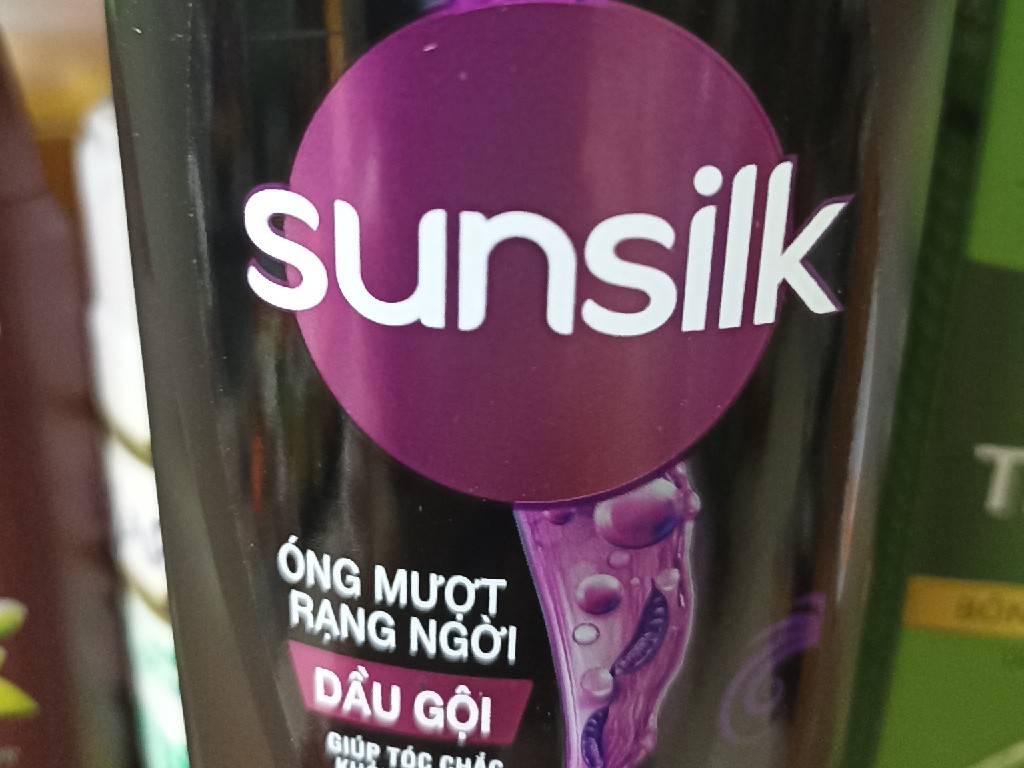 sunsilk
ÓNG MƯỢT
RẠNG NGỜI
DẦU GỘI
GIÚP TÓC CHẮC